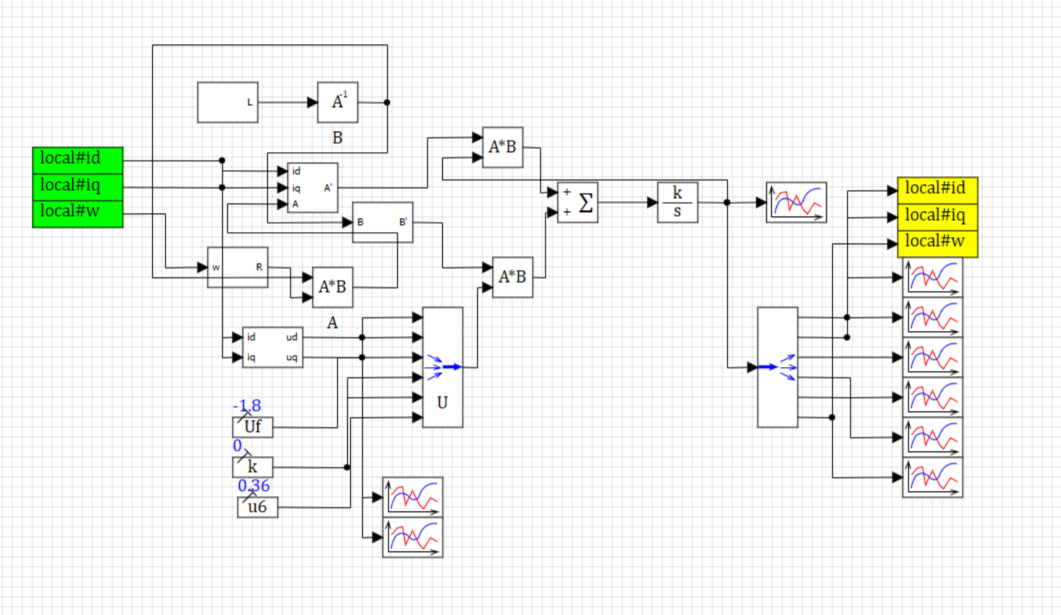 L
A⁻¹
B
A*B
local#id
local#iq
local#w
id
iq
A
A'
+
+
Σ
k
s
local#id
local#iq
local#w
B
B'
w
R
A*B
A*B
A
id
iq
ud
uq
U
-1.8
Uf
0
k
0.36
u6